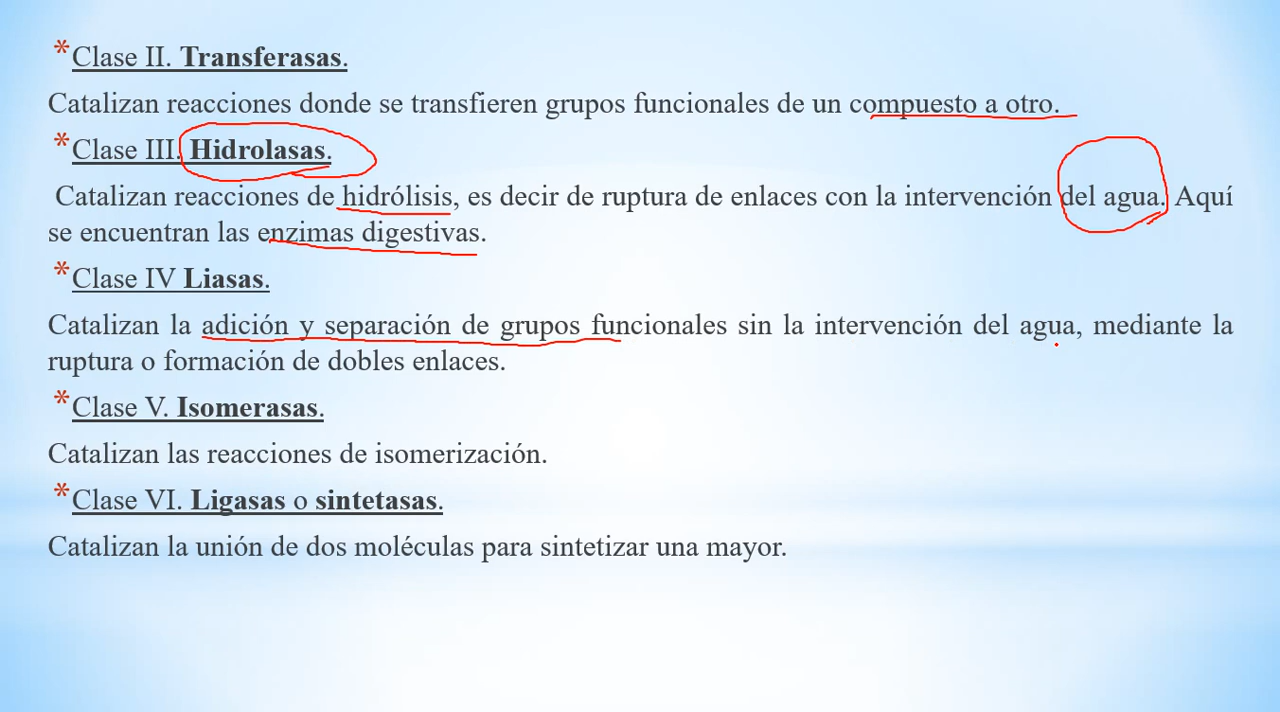 *Clase II. Transferasas.
Catalizan reacciones donde se transfieren grupos funcionales de un compuesto a otro.
*Clase III. Hidrolasas.
Catalizan reacciones de hidrólisis, es decir de ruptura de enlaces con la intervención del agua. Aquí
se encuentran las enzimas digestivas.
*Clase IV Liasas.
Catalizan la adición y separación de grupos funcionales sin la intervención del agua, mediante la
ruptura o formación de dobles enlaces.
*Clase V. Isomerasas.
Catalizan las reacciones de isomerización.
*Clase VI. Ligasas o sintetasas.
Catalizan la unión de dos moléculas para sintetizar una mayor.